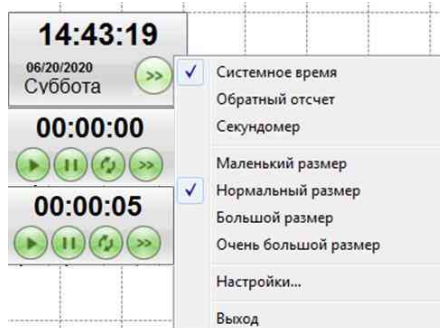 14:43:19
06/20/2020
Суббота
00:00:00
00:00:05
Системное время
Обратный отсчет
Секундомер
Маленький размер
Нормальный размер
Большой размер
Очень большой размер
Настройки...
Выход